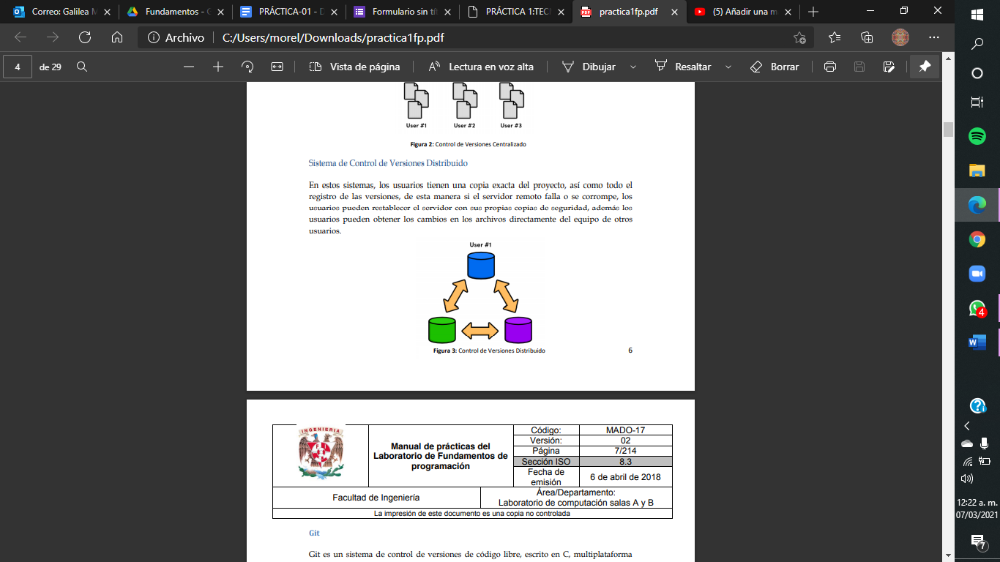 Correo: Galilea M
Fundamentos - C
PRÁCTICA-01 - D
Formulario sin tí
PRÁCTICA 1:TEC
practica1fp.pdf
(5) Añadir una m
Archivo
C:/Users/morel/Downloads/practica1fp.pdf
4 de 29
Vista de página
Lectura en voz alta
Dibujar
Resaltar
Borrar
User #1 User #2 User #3
Figura 2: Control de Versiones Centralizado
Sistema de Control de Versiones Distribuido
En estos sistemas, los usuarios tienen una copia exacta del proyecto, así como todo el
registro de las versiones, de esta manera si el servidor remoto falla o se corrompe, los
usuarios pueden restablecer el servidor con sus propias copias de seguridad, además los
usuarios pueden obtener los cambios en los archivos directamente del equipo de otros
usuarios.
User #1
Figura 3: Control de Versiones Distribuido
6
INGENIERIA
Manual de prácticas del
Laboratorio de Fundamentos de
programación
Código: MADO-17
Versión: 02
Página 7/214
Sección ISO 8.3
Fecha de
emisión
6 de abril de 2018
Facultad de Ingeniería
Área/Departamento:
Laboratorio de computación salas A y B
La impresión de este documento es una copia no controlada
Git
Git es un sistema de control de versiones de código libre, escrito en C, multiplataforma
4
12:22 a. m.
07/03/2021
7